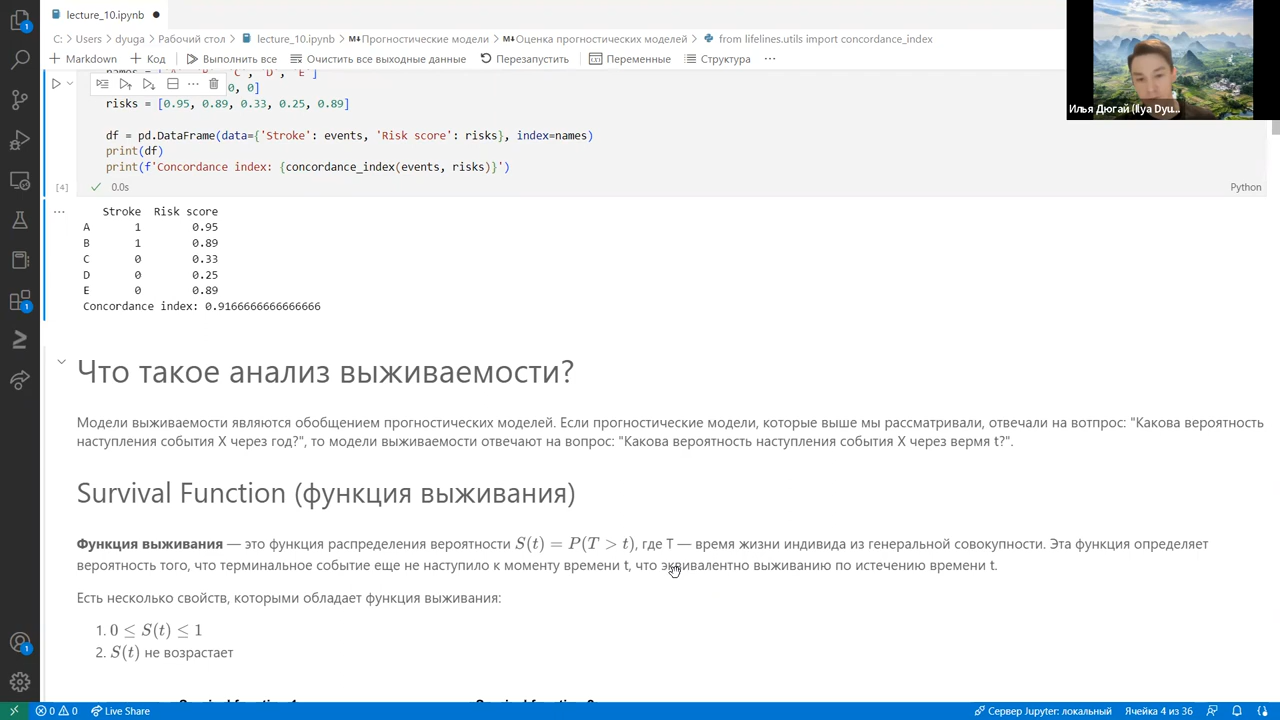 lecture_10.ipynb
C: > Users > dyuga > Рабочий стол > lecture_10.ipynb > Прогностические модели > Оценка прогностических моделей > from lifelines.utils import concordance_index
Markdown Код Выполнить все Очистить все выходные данные Перезапустить Переменные Структура ...
Илья Дюгай (Ilya Dyu...
risks = [0.95, 0.89, 0.33, 0.25, 0.89]
df = pd.DataFrame(data={'Stroke': events, 'Risk score': risks}, index=names)
print(df)
print(f'Concordance index: {concordance_index(events, risks)}')
[4] 0.0s Python
Stroke Risk score
A 1 0.95
B 1 0.89
C 0 0.33
D 0 0.25
E 0 0.89
Concordance index: 0.9166666666666666
Что такое анализ выживаемости?
Модели выживаемости являются обобщением прогностических моделей. Если прогностические модели, которые выше мы рассматривали, отвечали на вотпрос: "Какова вероятность
наступления события X через год?", то модели выживаемости отвечают на вопрос: "Какова вероятность наступления события X через вермя t?".
Survival Function (функция выживания)
Функция выживания — это функция распределения вероятности S(t) = P(T > t), где T — время жизни индивида из генеральной совокупности. Эта функция определяет
вероятность того, что терминальное событие еще не наступило к моменту времени t, что эквивалентно выживанию по истечению времени t.
Есть несколько свойств, которыми обладает функция выживания:
1. 0 ≤ S(t) ≤ 1
2. S(t) не возрастает
0 0 Live Share Сервер Jupyter: локальный Ячейка 4 из 36